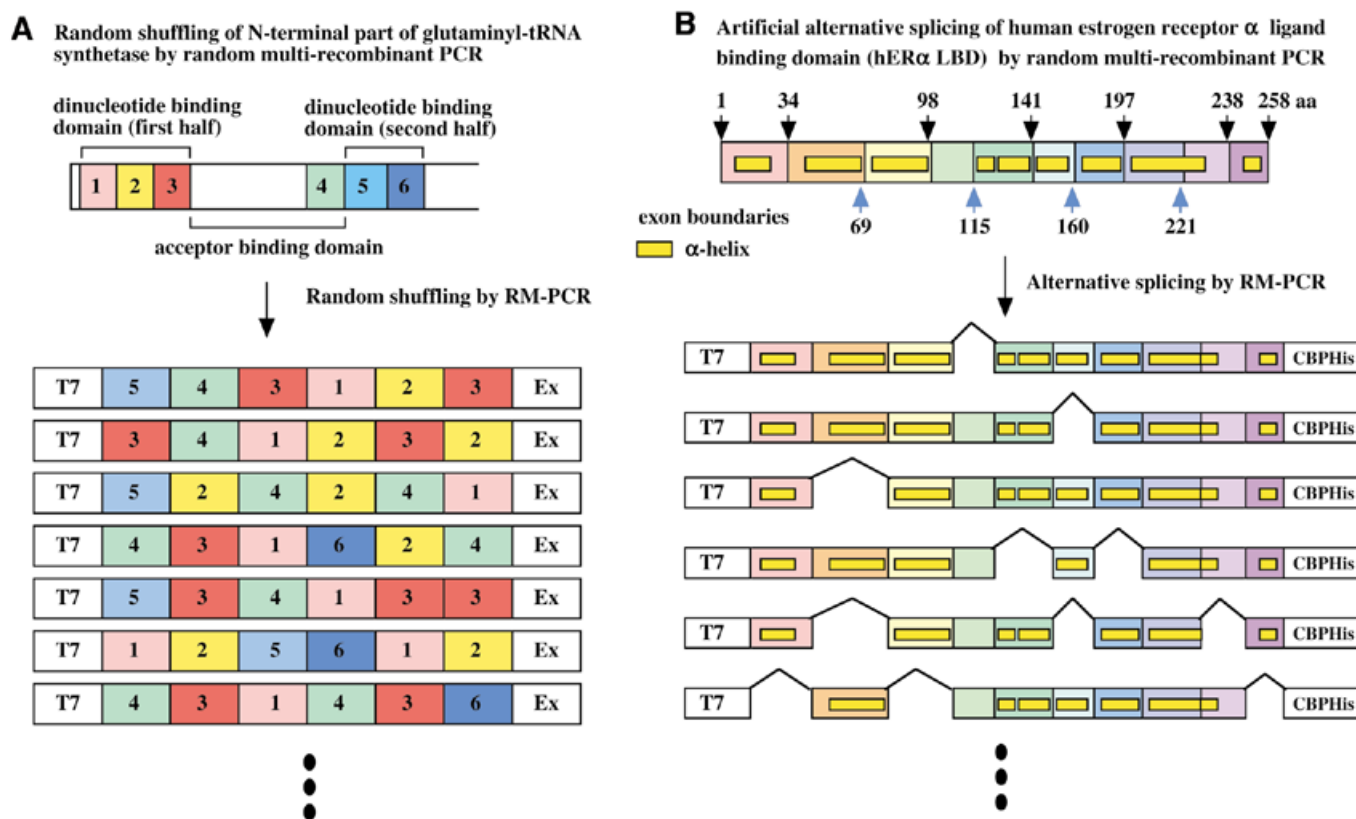 A Random shuffling of N-terminal part of glutaminyl-tRNA
synthetase by random multi-recombinant PCR
dinucleotide binding
domain (first half)
dinucleotide binding
domain (second half)
1 2 3 4 5 6
acceptor binding domain
Random shuffling by RM-PCR
T7 5 4 3 1 2 3 Ex
T7 3 4 1 2 3 2 Ex
T7 5 2 4 2 4 1 Ex
T7 4 3 1 6 2 4 Ex
T7 5 3 4 1 3 3 Ex
T7 1 2 5 6 1 2 Ex
T7 4 3 1 4 3 6 Ex
B Artificial alternative splicing of human estrogen receptor α ligand
binding domain (hERα LBD) by random multi-recombinant PCR
1 34 98 141 197 238 258 aa
exon boundaries
69 115 160 221
α-helix
Alternative splicing by RM-PCR
T7 CBPHis
T7 CBPHis
T7 CBPHis
T7 CBPHis
T7 CBPHis
T7 CBPHis